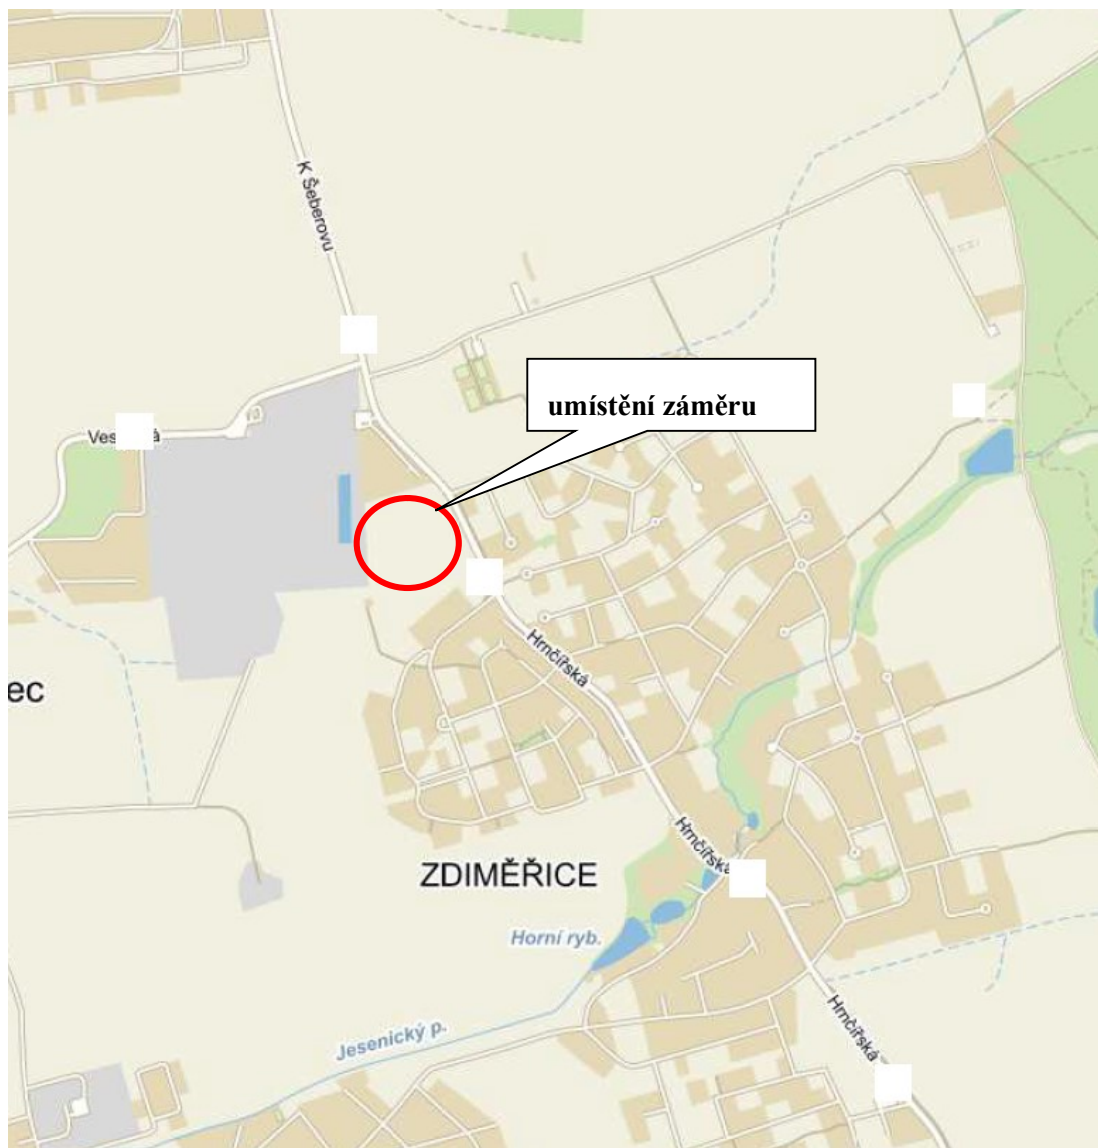 K Šeberovu
umístění záměru
Hrnčířská
ec
Hrnčířská
ZDIMĚŘICE
Horní ryb.
Hrnčířská
Jesenický p.